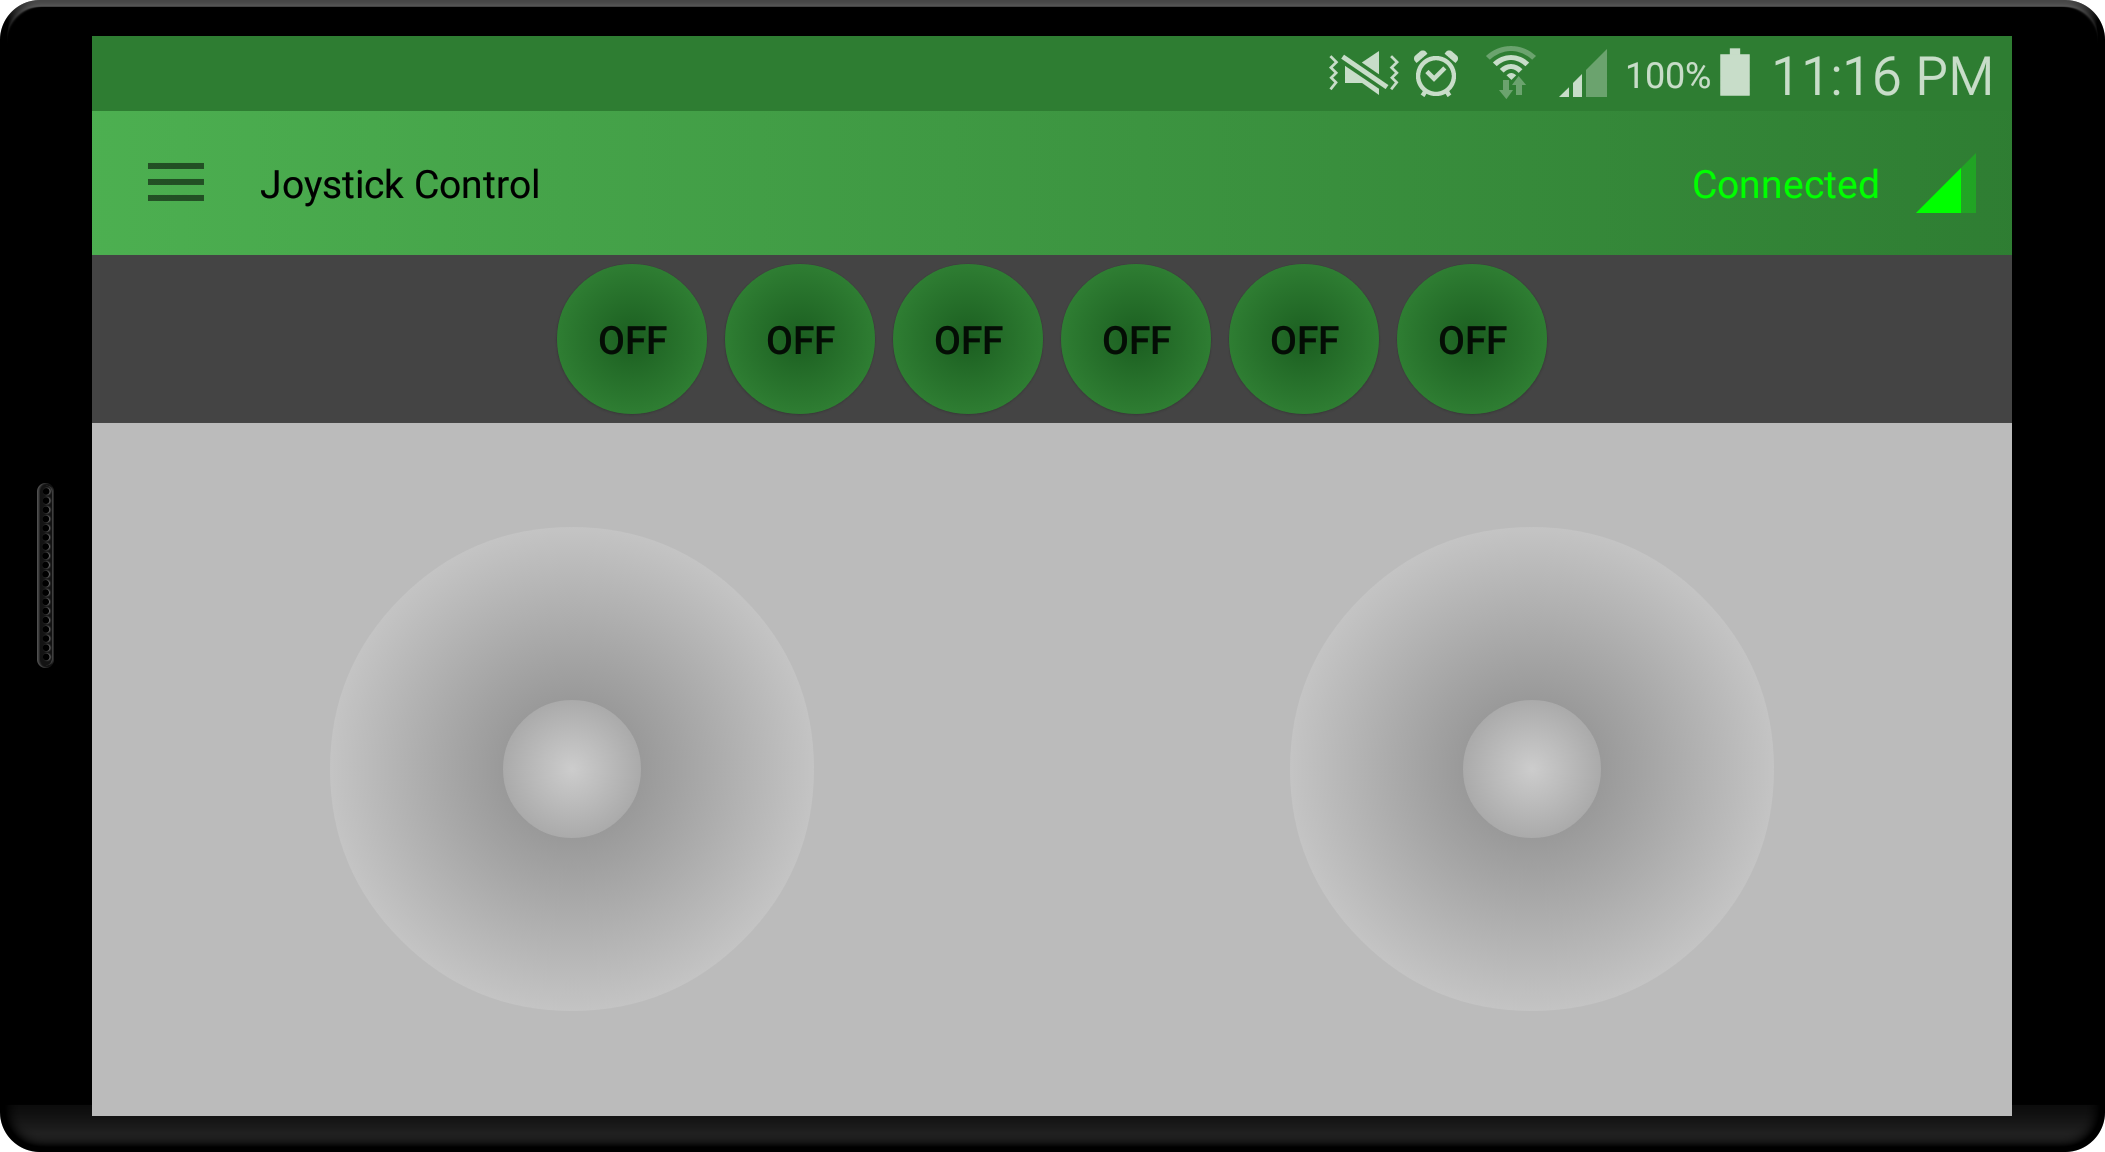 100% 11:16 PM
Joystick Control Connected
OFF OFF OFF OFF OFF OFF